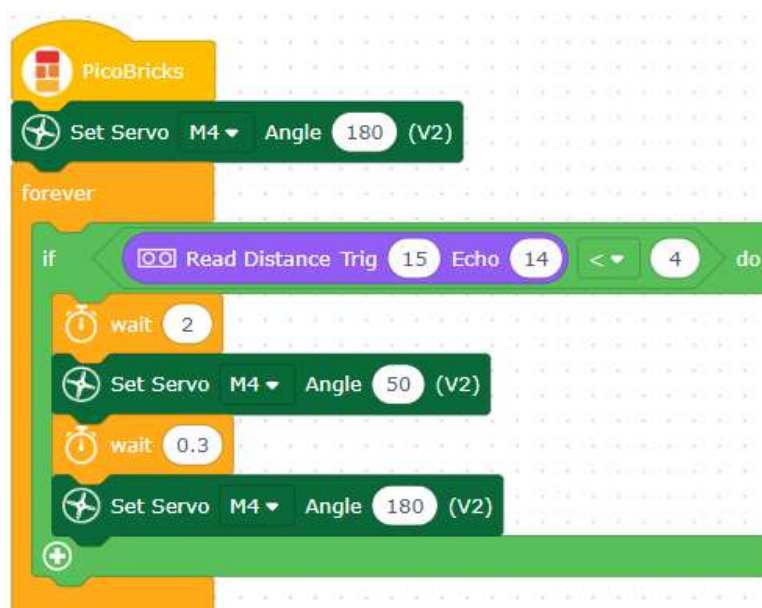 PicoBricks
Set Servo M4 Angle 180 (V2)
forever
if Read Distance Trig 15 Echo 14 < 4 do
wait 2
Set Servo M4 Angle 50 (V2)
wait 0.3
Set Servo M4 Angle 180 (V2)